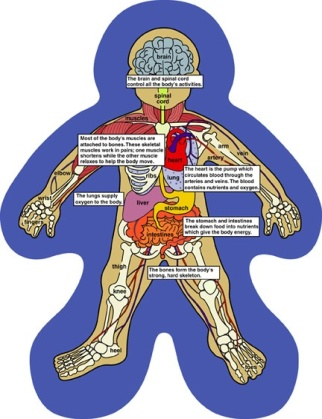 brain
The brain and spinal cord
control all the body's activities.
spinal
cord
muscles
Most of the body's muscles are
attached to bones. These skeletal
muscles work in pairs; one muscle
shortens while the other muscle
relaxes to help the body move.
arm
vein
artery
heart
The heart is the pump which
circulates blood through the
arteries and veins. The blood
contains nutrients and oxygen.
elbow
ribs
lung
wrist
The lungs supply
oxygen to the body.
liver
stomach
finger
The stomach and intestines
break down food into nutrients
which give the body energy.
intestines
thigh
The bones form the body's
strong, hard skeleton.
knee
heel